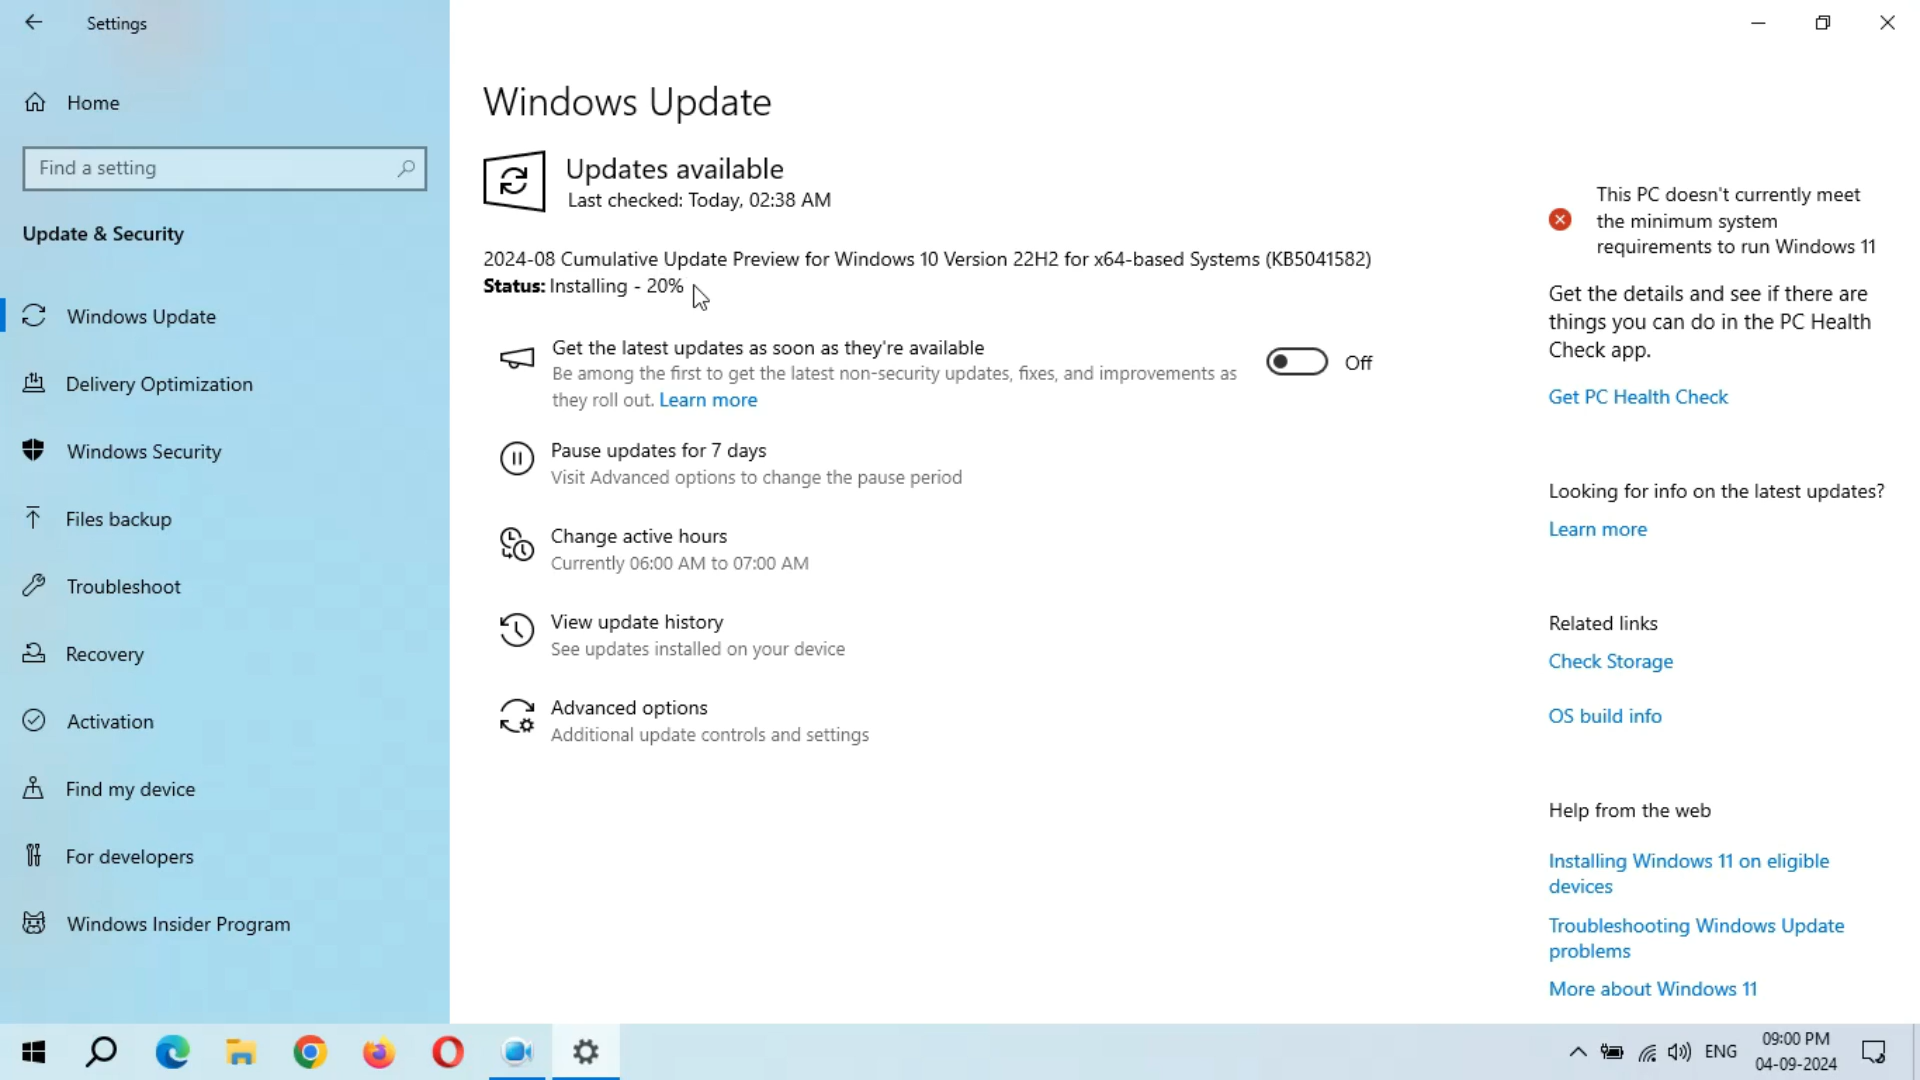 Settings
Home
Find a setting
Update & Security
Windows Update
Delivery Optimization
Windows Security
Files backup
Troubleshoot
Recovery
Activation
Find my device
For developers
Windows Insider Program
Windows Update
Updates available
Last checked: Today, 02:38 AM
2024-08 Cumulative Update Preview for Windows 10 Version 22H2 for x64-based Systems (KB5041582)
Status: Installing - 20%
Get the latest updates as soon as they're available
Be among the first to get the latest non-security updates, fixes, and improvements as
they roll out. Learn more
Off
Pause updates for 7 days
Visit Advanced options to change the pause period
Change active hours
Currently 06:00 AM to 07:00 AM
View update history
See updates installed on your device
Advanced options
Additional update controls and settings
This PC doesn't currently meet
the minimum system
requirements to run Windows 11
Get the details and see if there are
things you can do in the PC Health
Check app.
Get PC Health Check
Looking for info on the latest updates?
Learn more
Related links
Check Storage
OS build info
Help from the web
Installing Windows 11 on eligible
devices
Troubleshooting Windows Update
problems
More about Windows 11
ENG
09:00 PM
04-09-2024